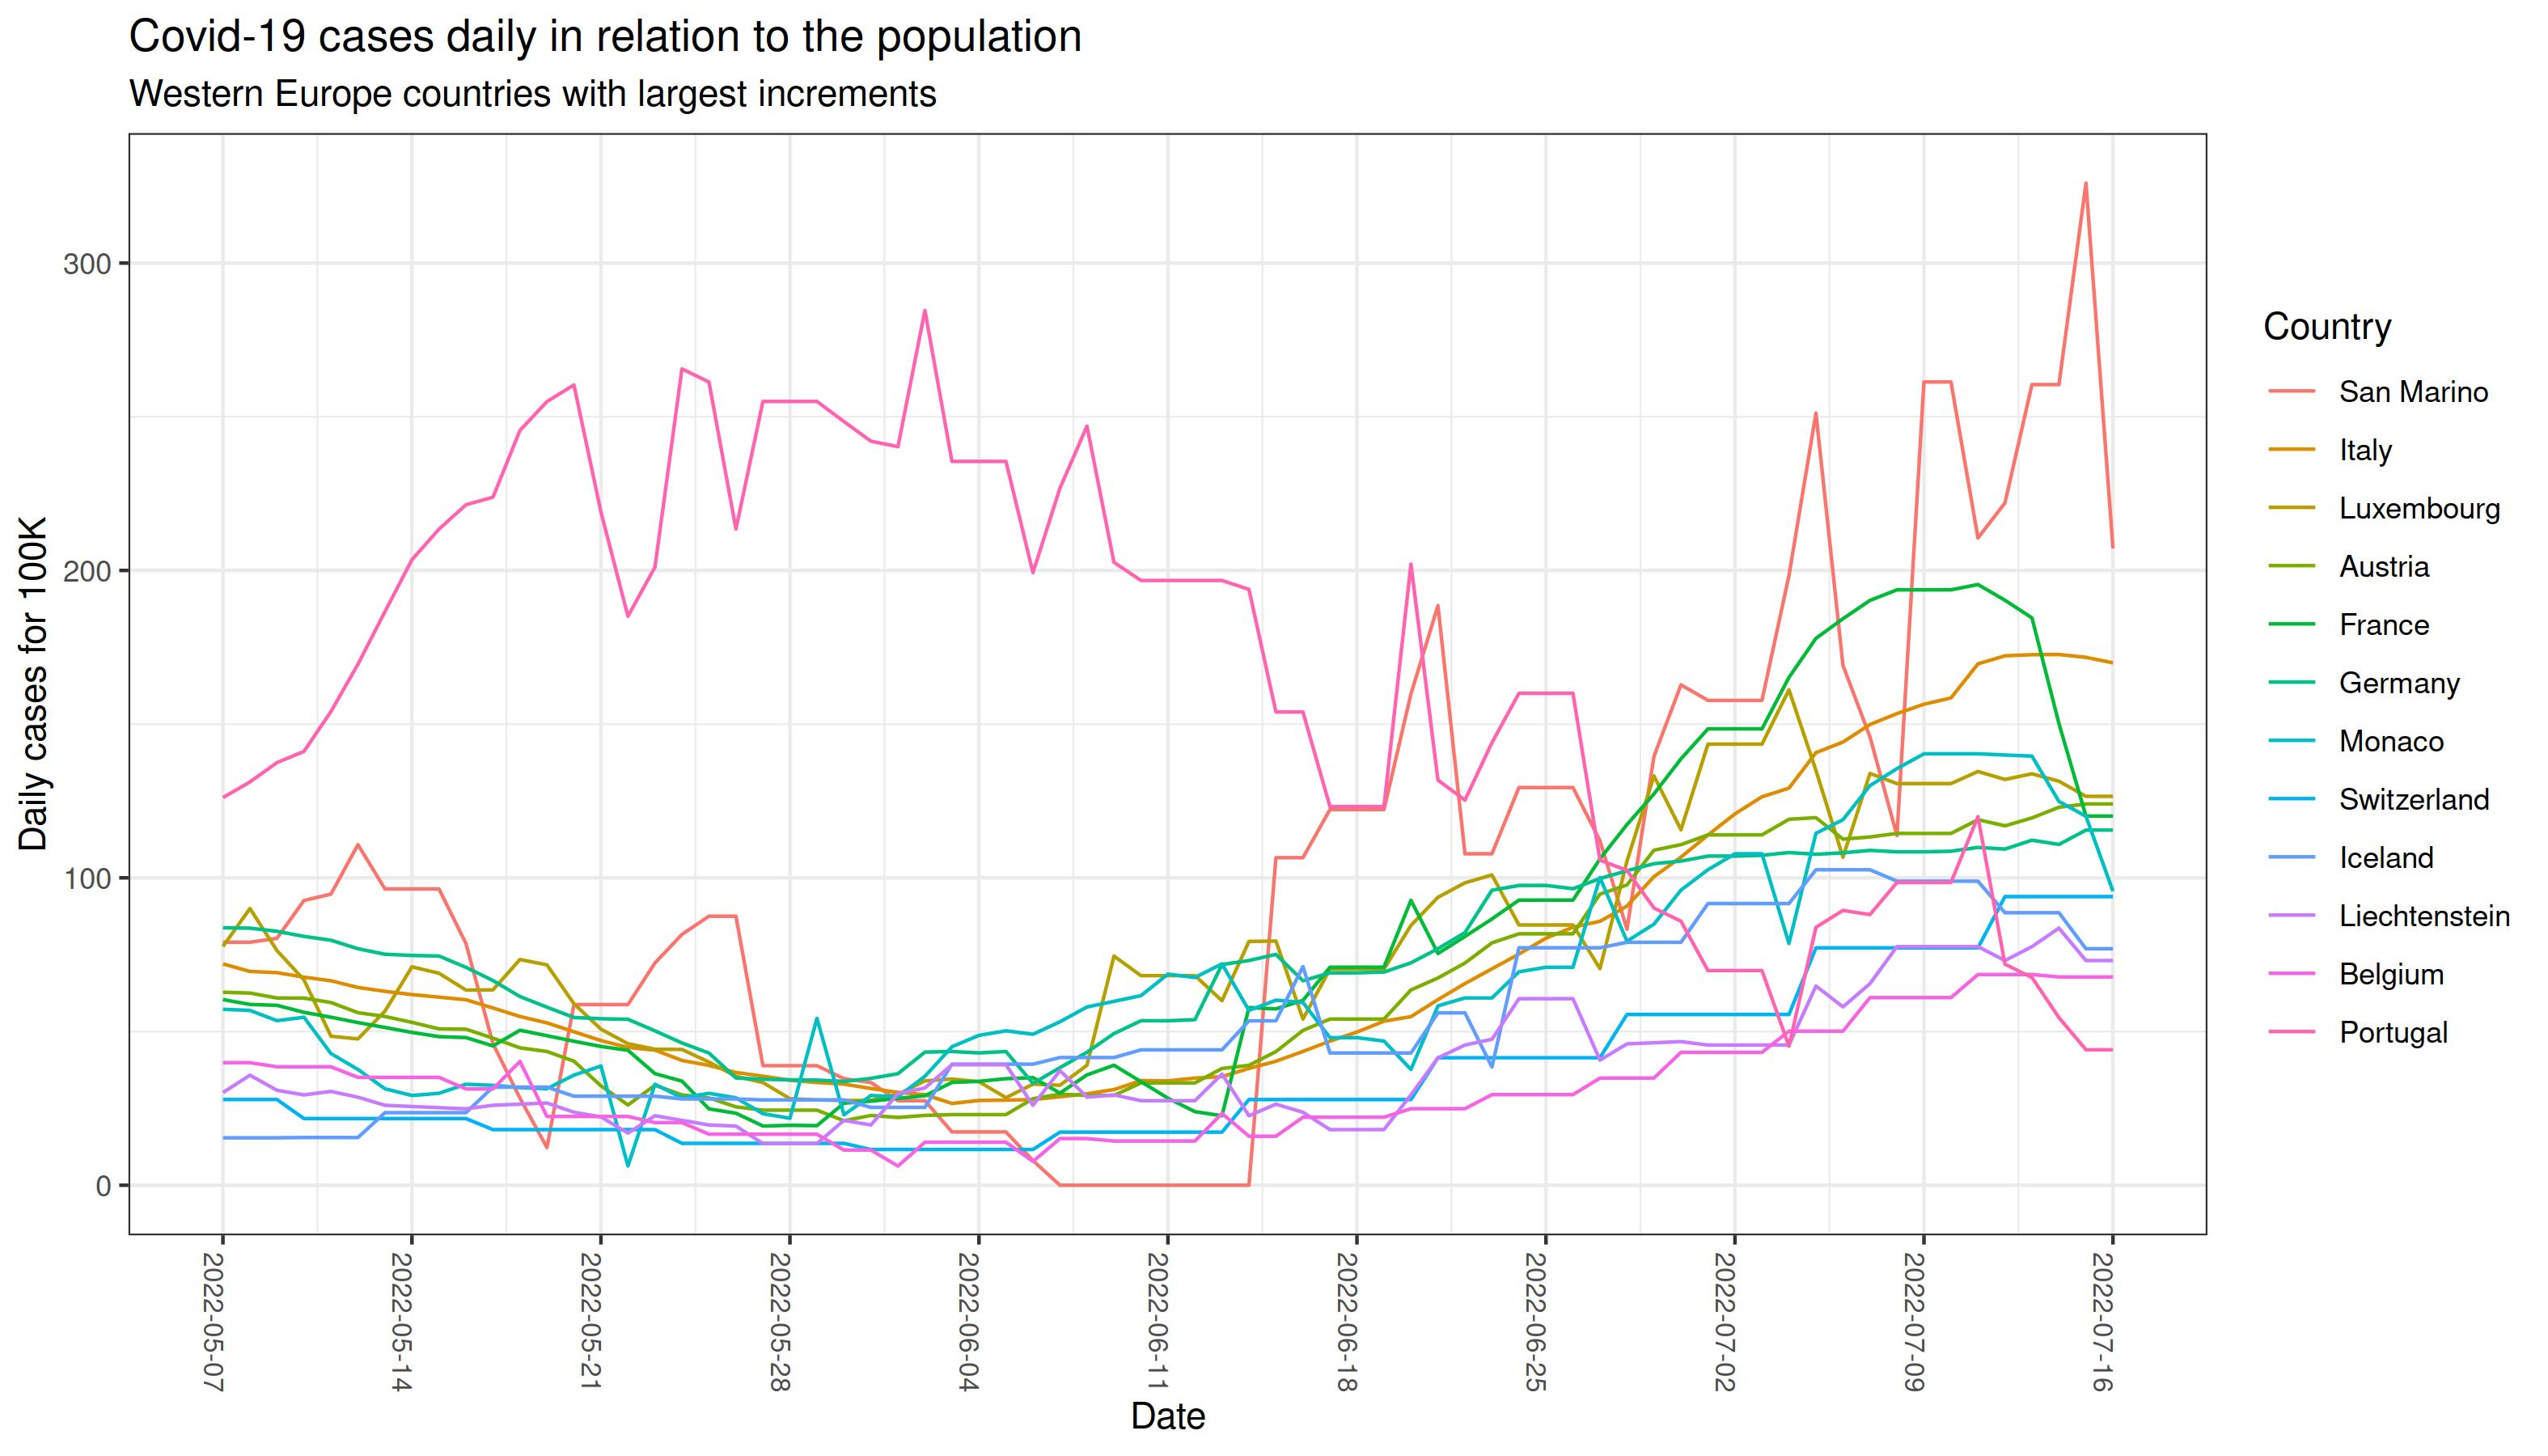 Covid-19 cases daily in relation to the population
Western Europe countries with largest increments
Daily cases for 100K
300
200
100
0
2022-05-07
2022-05-14
2022-05-21
2022-05-28
2022-06-04
2022-06-11
2022-06-18
2022-06-25
2022-07-02
2022-07-09
2022-07-16
Date
Country
San Marino
Italy
Luxembourg
Austria
France
Germany
Monaco
Switzerland
Iceland
Liechtenstein
Belgium
Portugal